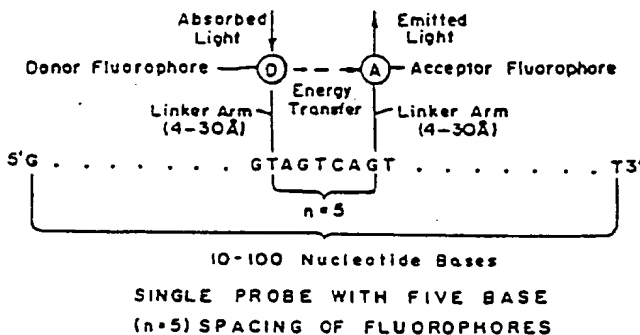 Absorbed Light
Emitted Light
Donor Fluorophore
D
A
Acceptor Fluorophore
Energy Transfer
Linker Arm (4-30Å)
Linker Arm (4-30Å)
5'G . . . . . . . . GTAGTCAGT . . . . . . . . T3'
n=5
10-100 Nucleotide Bases
SINGLE PROBE WITH FIVE BASE
(n=5) SPACING OF FLUOROPHORES